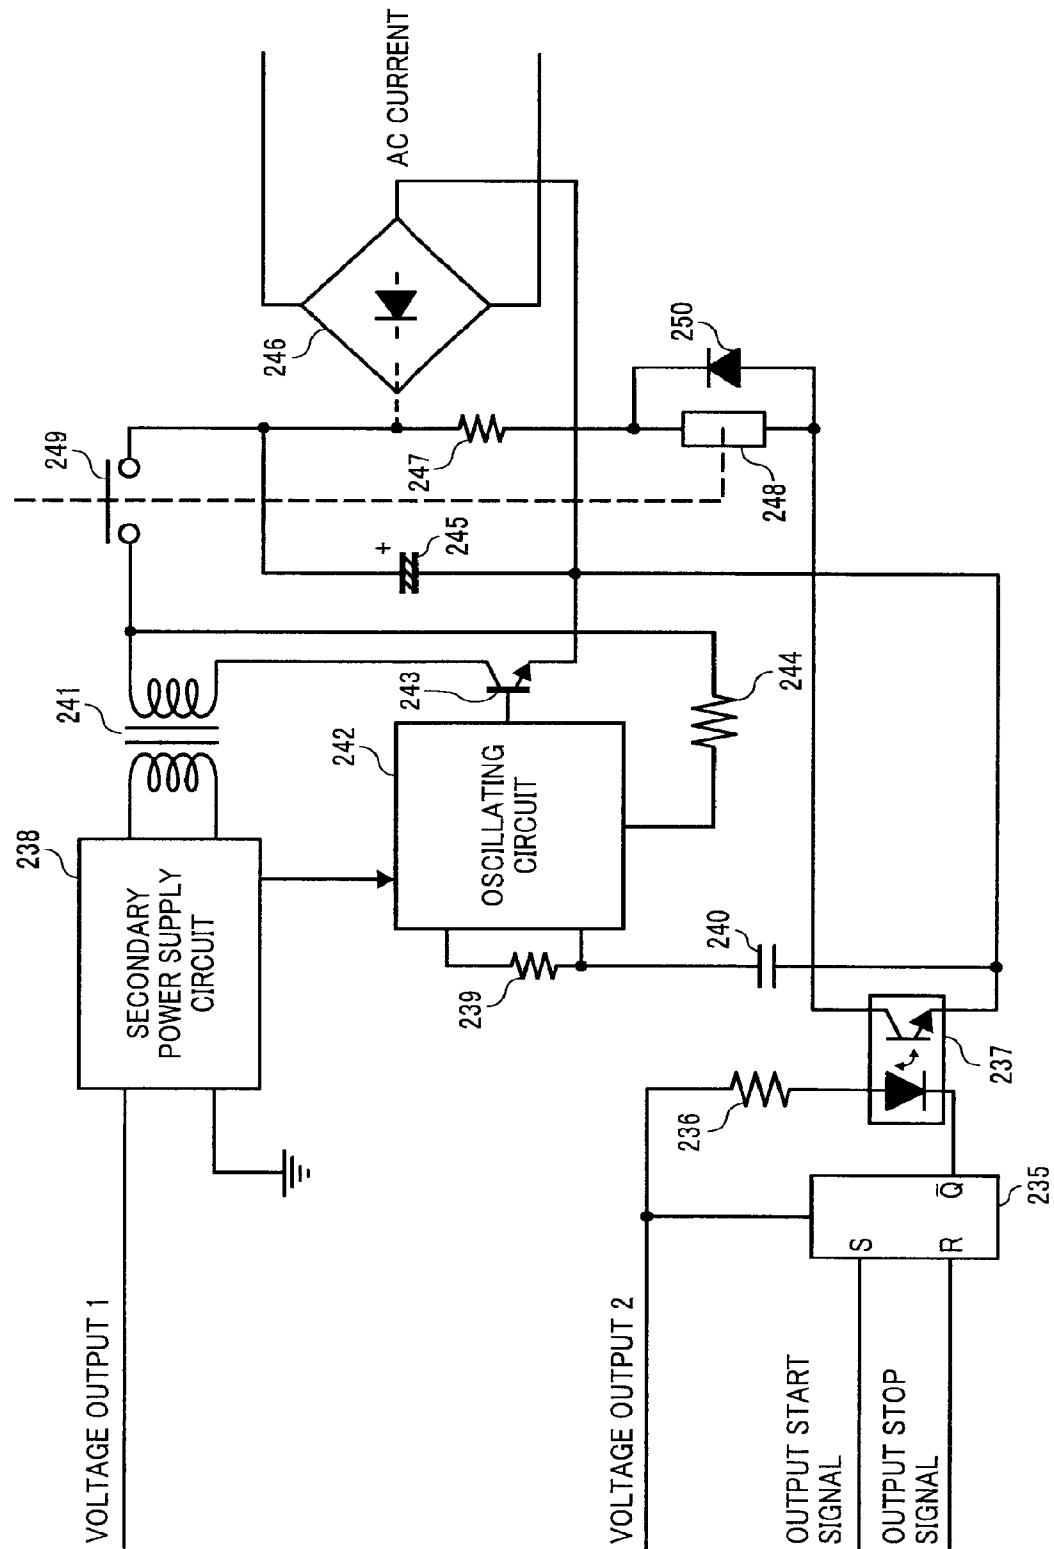 VOLTAGE OUTPUT 1
238
SECONDARY
POWER SUPPLY
CIRCUIT
241
249
246
AC CURRENT
242
OSCILLATING
CIRCUIT
243
+
245
247
250
248
244
239
240
VOLTAGE OUTPUT 2
236
237
OUTPUT START
SIGNAL
OUTPUT STOP
SIGNAL
S
R
Q̅
235